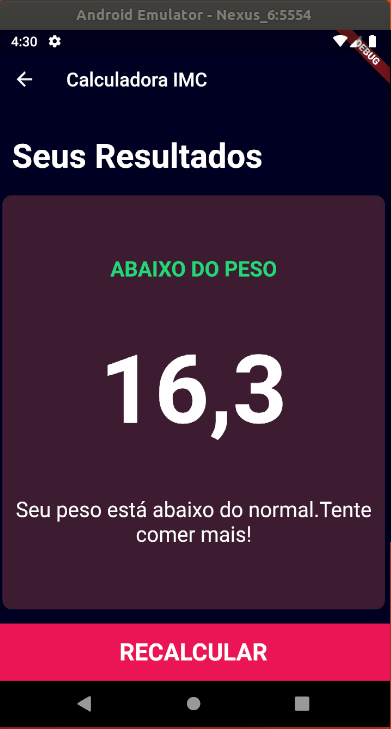 Android Emulator - Nexus_6:5554
4:30
DEBUG
Calculadora IMC
Seus Resultados
ABAIXO DO PESO
16,3
Seu peso está abaixo do normal.Tente
comer mais!
RECALCULAR